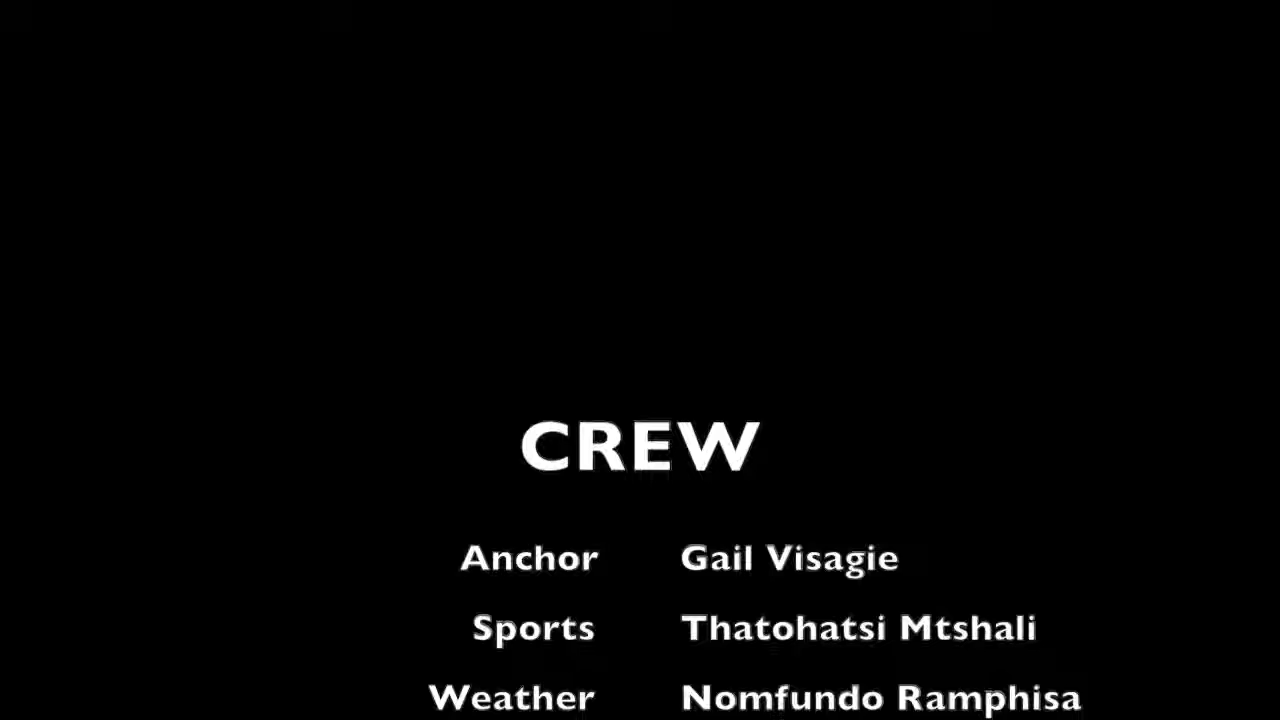 CREW
Anchor Gail Visagie
Sports Thatohatsi Mtshali
Weather Nomfundo Ramphisa